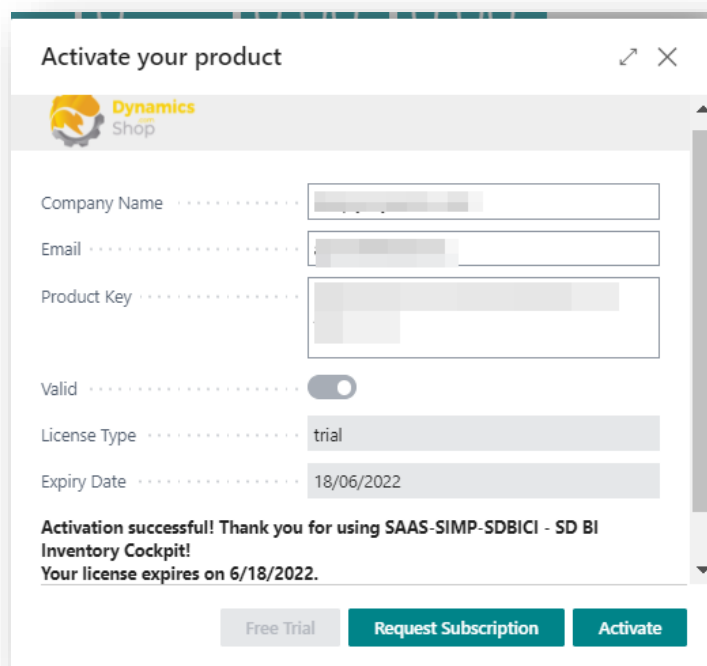 Activate your product
Dynamics
.com
Shop
Company Name
Email
Product Key
Valid
License Type
trial
Expiry Date
18/06/2022
Activation successful! Thank you for using SAAS-SIMP-SDBICI - SD BI
Inventory Cockpit!
Your license expires on 6/18/2022.
Free Trial
Request Subscription
Activate